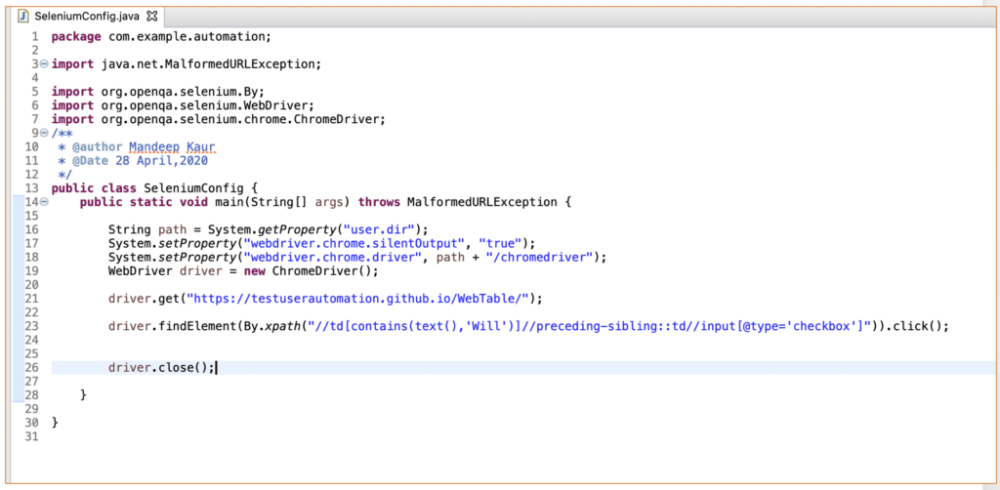 SeleniumConfig.java
1 package com.example.automation;
2
3 import java.net.MalformedURLException;
4
5 import org.openqa.selenium.By;
6 import org.openqa.selenium.WebDriver;
7 import org.openqa.selenium.chrome.ChromeDriver;
9 /**
10 * @author Mandeep Kaur
11 * @Date 28 April,2020
12 */
13 public class SeleniumConfig {
14 public static void main(String[] args) throws MalformedURLException {
15
16 String path = System.getProperty("user.dir");
17 System.setProperty("webdriver.chrome.silentOutput", "true");
18 System.setProperty("webdriver.chrome.driver", path + "/chromedriver");
19 WebDriver driver = new ChromeDriver();
20
21 driver.get("https://testuserautomation.github.io/WebTable/");
22
23 driver.findElement(By.xpath("//td[contains(text(),'Will')]//preceding-sibling::td//input[@type='checkbox']")).click();
24
25
26 driver.close();
27
28 }
29
30 }
31